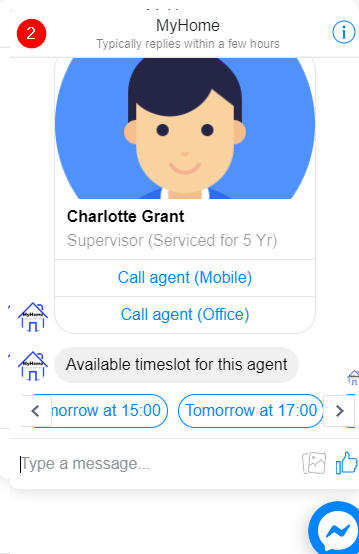 2
MyHome
Typically replies within a few hours
Charlotte Grant
Supervisor (Serviced for 5 Yr)
Call agent (Mobile)
Call agent (Office)
MyHome
Available timeslot for this agent
MyHome
morrow at 15:00
Tomorrow at 17:00
Type a message...